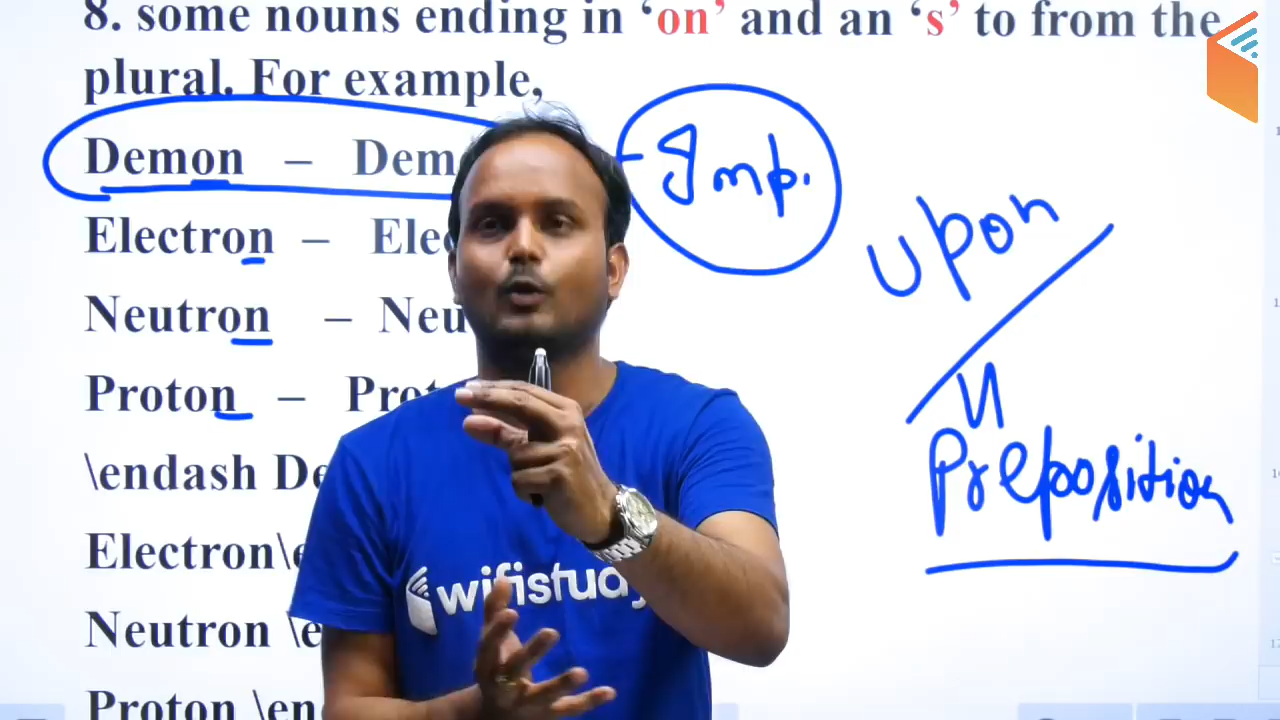 8. some nouns ending in ‘on’ and an ‘s’ to from the
plural. For example,
Demon – Dem
Imp.
Electron – Elec
upon
Neutron – Neu
Proton – Prot
Preposition
\endash De
Electron\e
wifistudy
Neutron \e
Proton \en